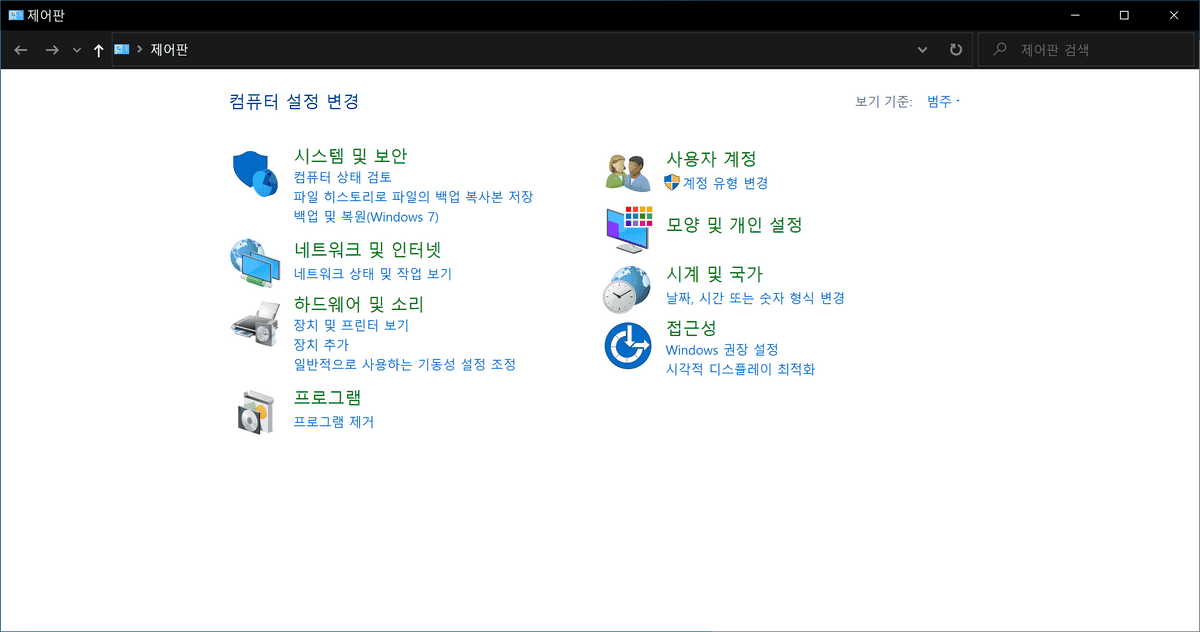 제어판
제어판
제어판 검색
컴퓨터 설정 변경
보기 기준: 범주
시스템 및 보안
컴퓨터 상태 검토
파일 히스토리로 파일의 백업 복사본 저장
백업 및 복원(Windows 7)
네트워크 및 인터넷
네트워크 상태 및 작업 보기
하드웨어 및 소리
장치 및 프린터 보기
장치 추가
일반적으로 사용하는 기동성 설정 조정
프로그램
프로그램 제거
사용자 계정
계정 유형 변경
모양 및 개인 설정
시계 및 국가
날짜, 시간 또는 숫자 형식 변경
접근성
Windows 권장 설정
시각적 디스플레이 최적화